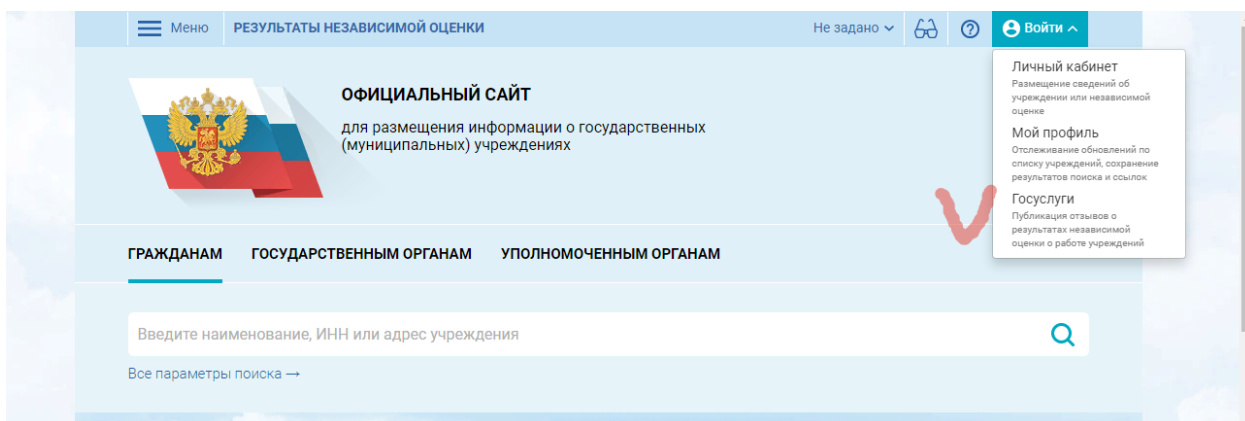 Меню РЕЗУЛЬТАТЫ НЕЗАВИСИМОЙ ОЦЕНКИ Не задано Войти
Личный кабинет
Размещение сведений об
учреждении или независимой
оценке
Мой профиль
Отслеживание обновлений по
списку учреждений, сохранение
результатов поиска и ссылок
Госуслуги
Публикация отзывов о
результатах независимой
оценки о работе учреждений
ОФИЦИАЛЬНЫЙ САЙТ
для размещения информации о государственных
(муниципальных) учреждениях
ГРАЖДАНАМ ГОСУДАРСТВЕННЫМ ОРГАНАМ УПОЛНОМОЧЕННЫМ ОРГАНАМ
Введите наименование, ИНН или адрес учреждения
Все параметры поиска →